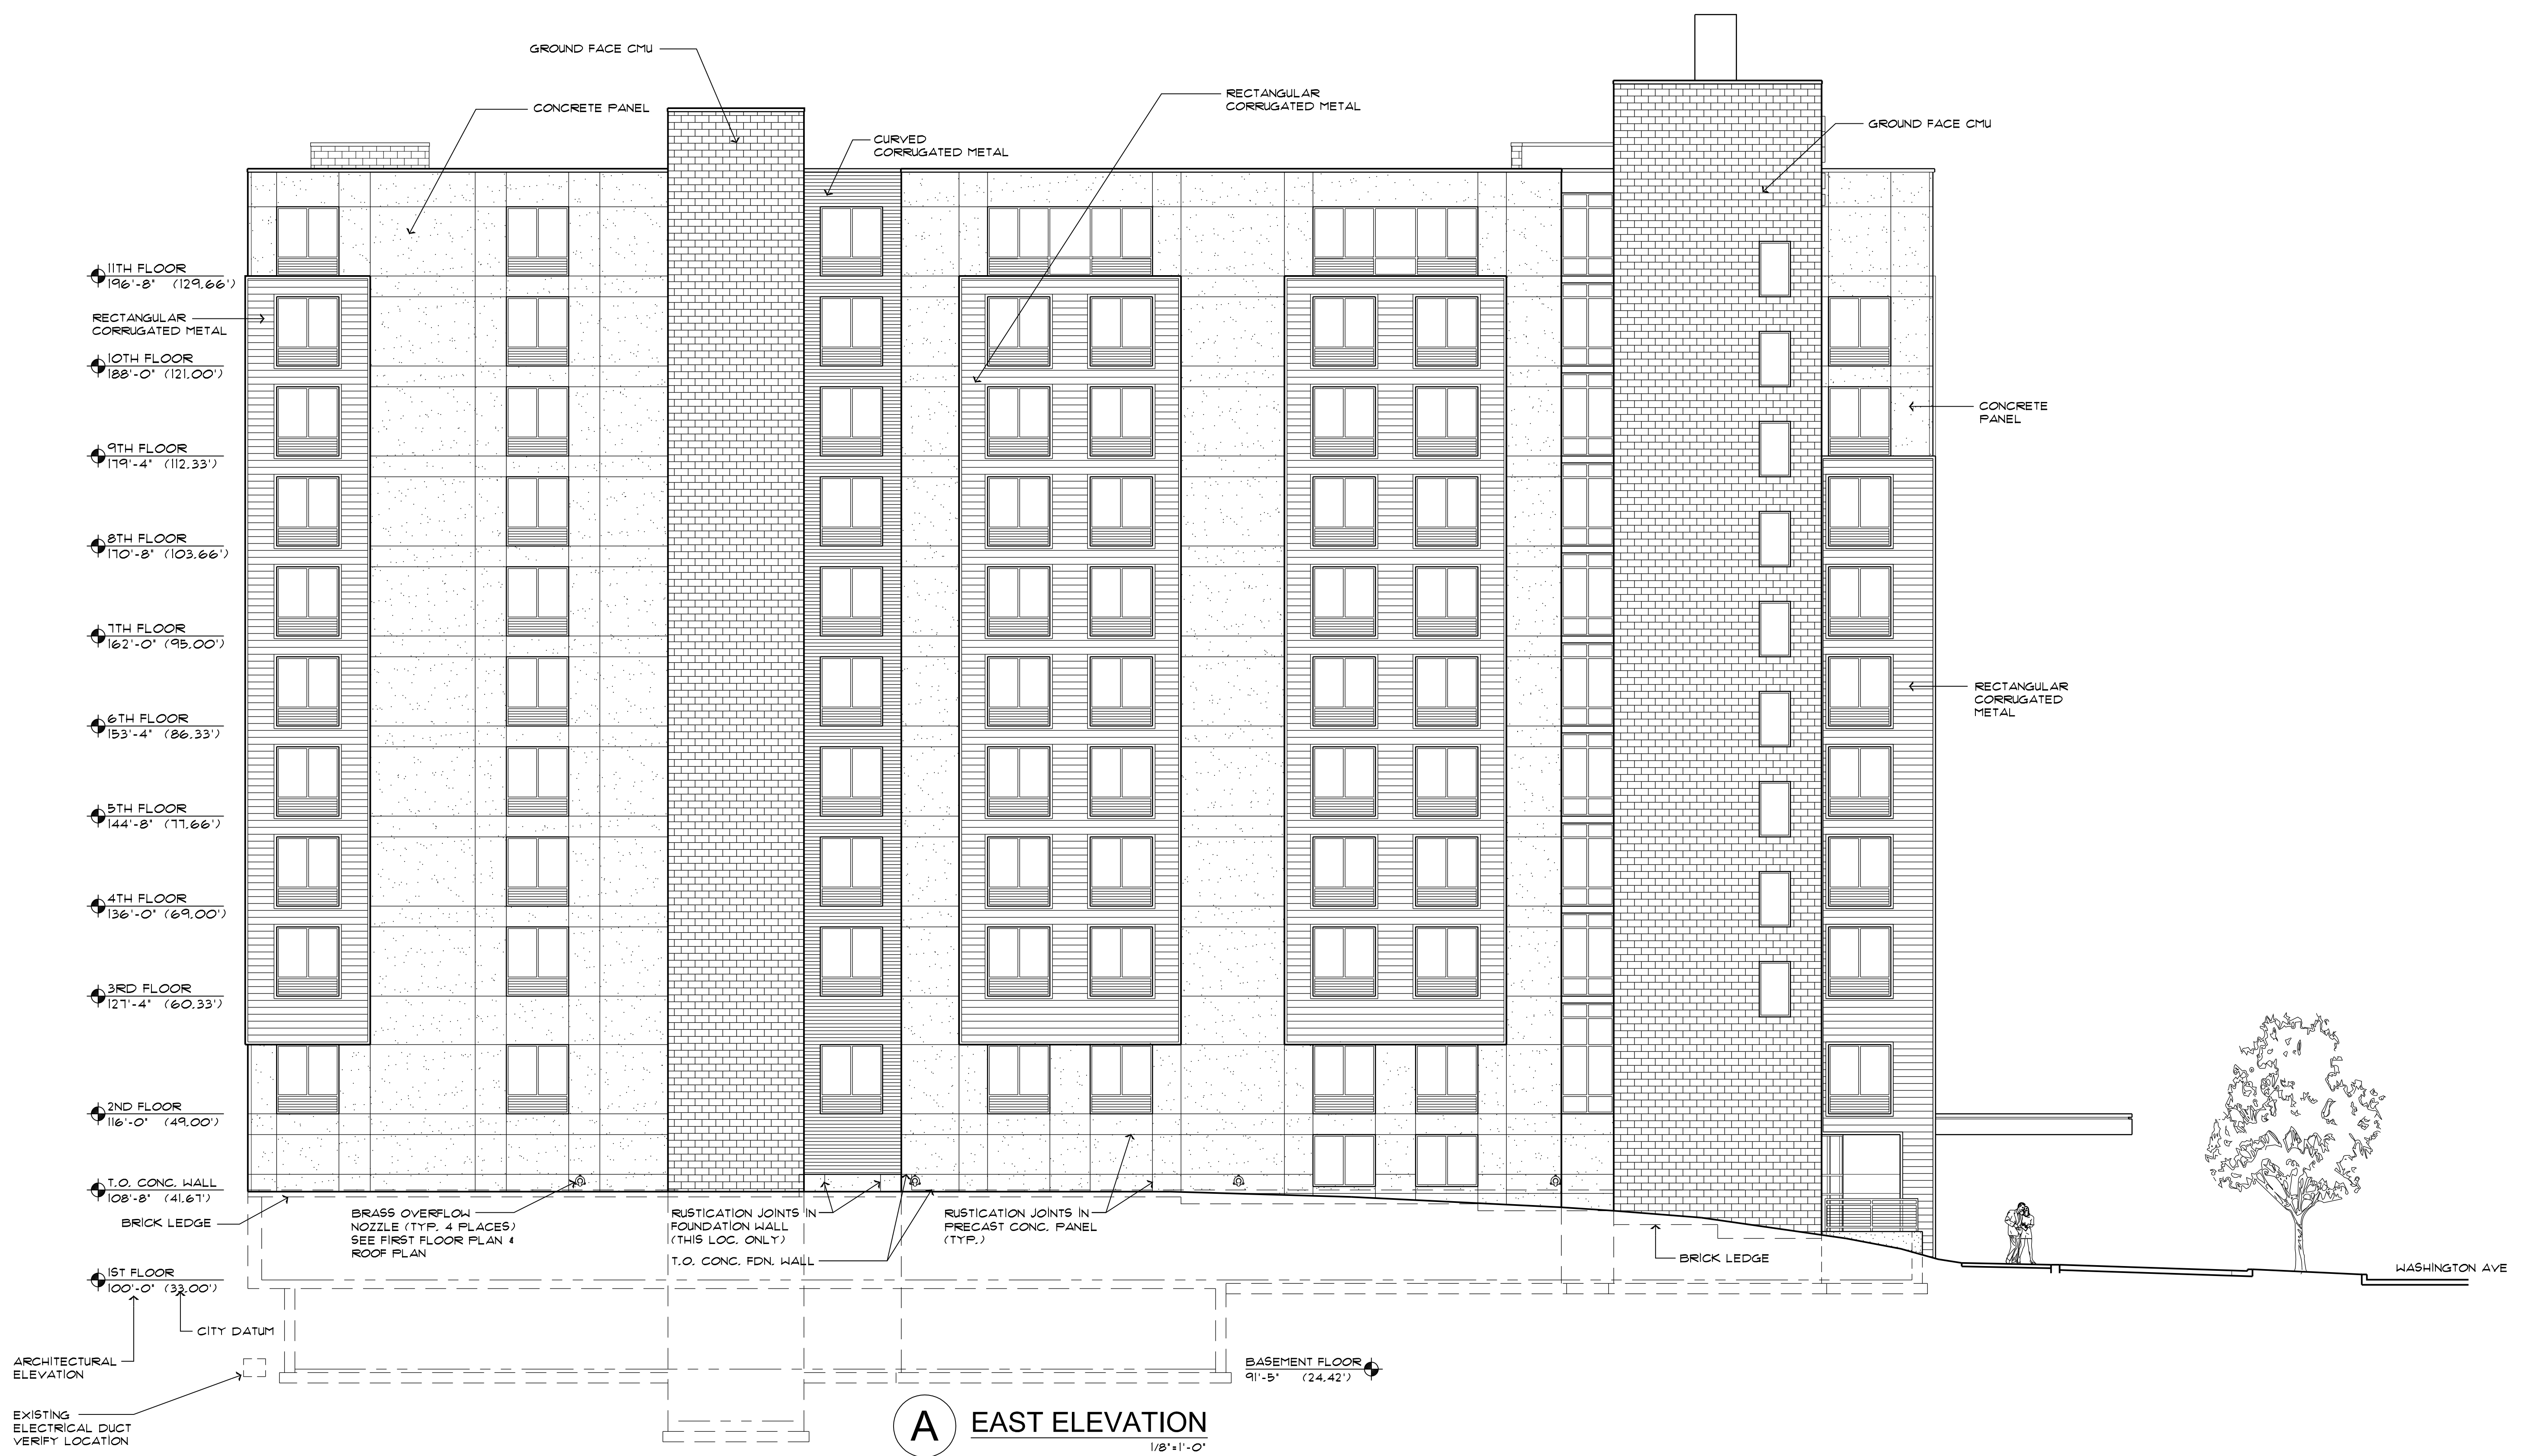 GROUND FACE CMU
CONCRETE PANEL
CURVED
CORRUGATED METAL
RECTANGULAR
CORRUGATED METAL
GROUND FACE CMU
11TH FLOOR
196'-8" (129.66')
RECTANGULAR
CORRUGATED METAL
10TH FLOOR
188'-0" (121.00')
CONCRETE
PANEL
9TH FLOOR
179'-4" (112.33')
8TH FLOOR
170'-8" (103.66')
7TH FLOOR
162'-0" (95.00')
RECTANGULAR
CORRUGATED
METAL
6TH FLOOR
153'-4" (86.33')
5TH FLOOR
144'-8" (77.66')
4TH FLOOR
136'-0" (69.00')
3RD FLOOR
127'-4" (60.33')
2ND FLOOR
116'-0" (49.00')
T.O. CONC. WALL
108'-8" (41.67')
BRICK LEDGE
BRASS OVERFLOW
NOZZLE (TYP. 4 PLACES)
SEE FIRST FLOOR PLAN &
ROOF PLAN
RUSTICATION JOINTS IN
FOUNDATION WALL
(THIS LOC. ONLY)
T.O. CONC. FDN. WALL
RUSTICATION JOINTS IN
PRECAST CONC. PANEL
(TYP.)
BRICK LEDGE
WASHINGTON AVE
1ST FLOOR
100'-0" (33.00')
CITY DATUM
ARCHITECTURAL
ELEVATION
BASEMENT FLOOR
91'-5" (24.42')
EXISTING
ELECTRICAL DUCT
VERIFY LOCATION
A EAST ELEVATION
1/8"=1'-0"